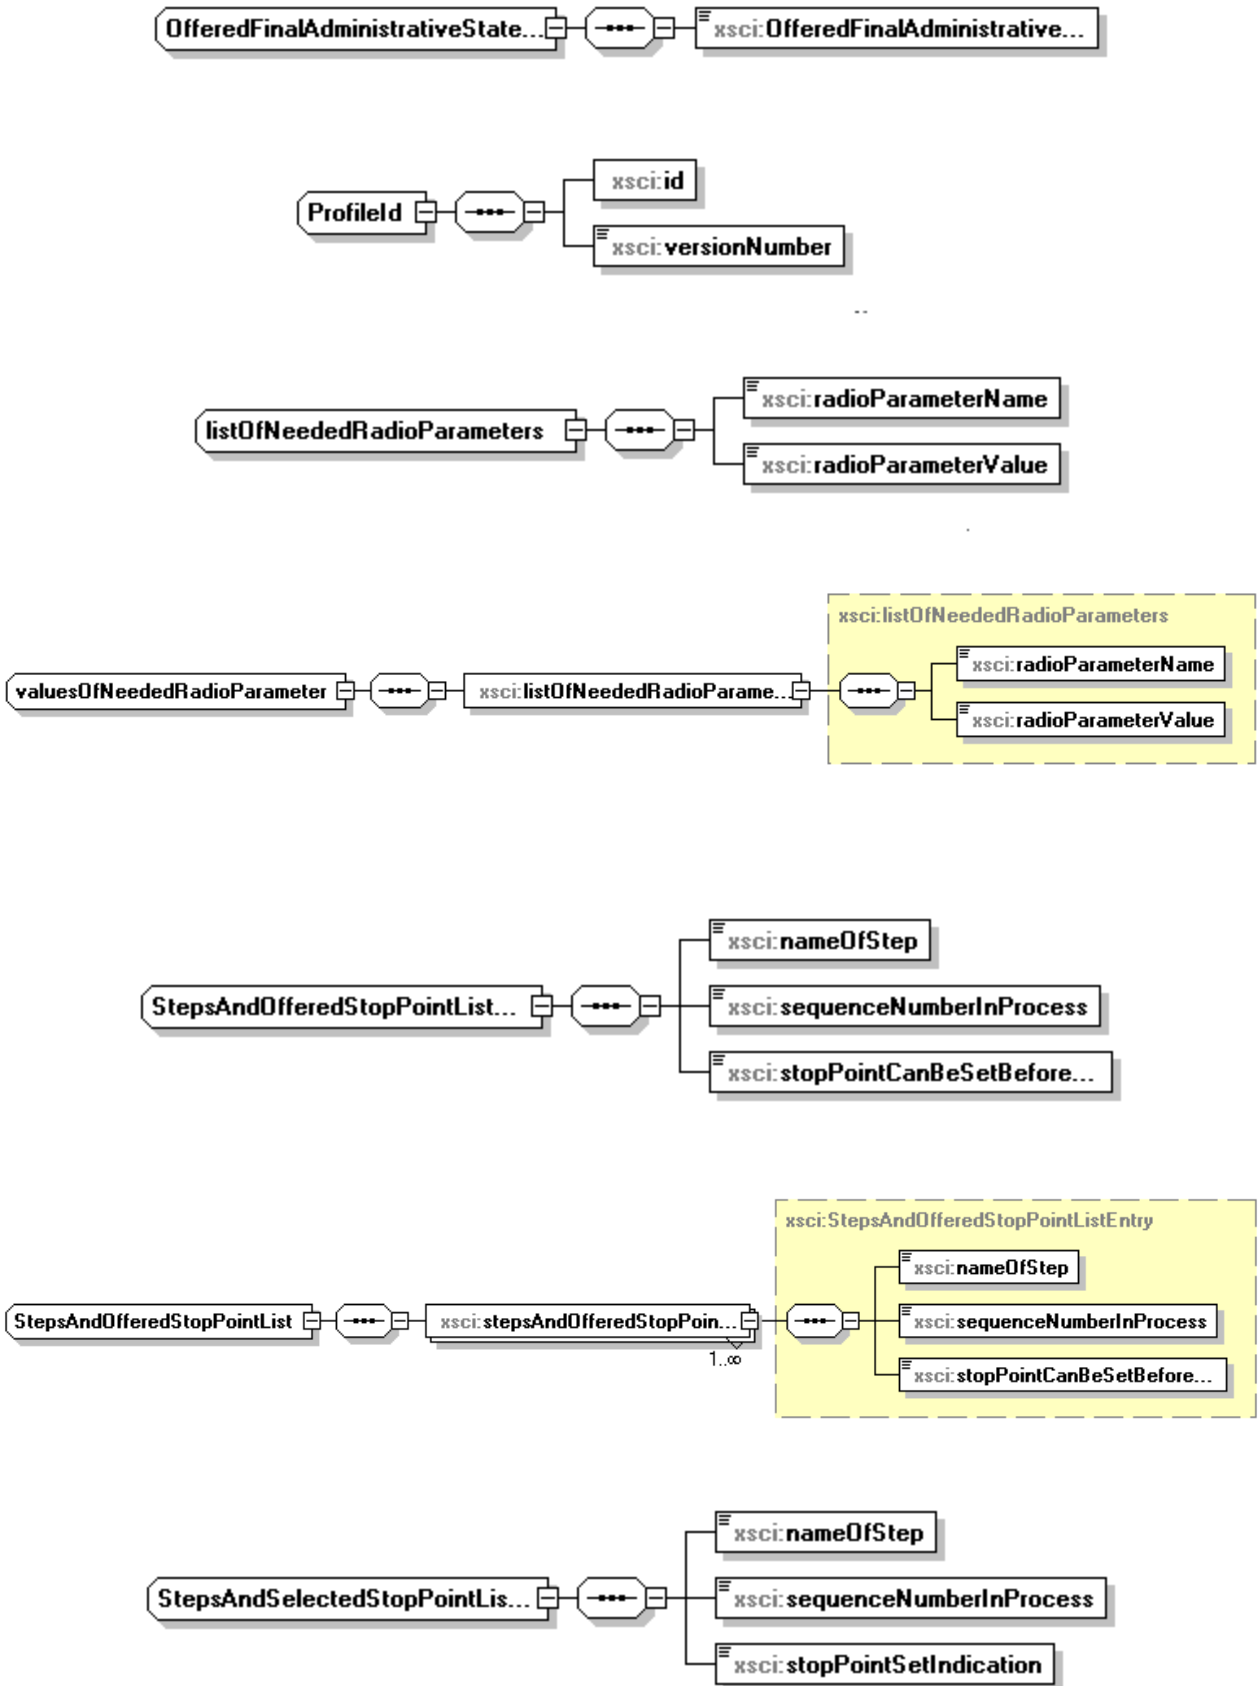 OfferedFinalAdministrativeState... xsci:OfferedFinalAdministrative...
xsci:id
ProfileId
xsci:versionNumber
xsci:radioParameterName
listOfNeededRadioParameters
xsci:radioParameterValue
xsci:listOfNeededRadioParameters
xsci:radioParameterName
valuesOfNeededRadioParameter xsci:listOfNeededRadioParame...
xsci:radioParameterValue
xsci:nameOfStep
StepsAndOfferedStopPointList... xsci:sequenceNumberInProcess
xsci:stopPointCanBeSetBefore...
xsci:StepsAndOfferedStopPointListEntry
xsci:nameOfStep
StepsAndOfferedStopPointList xsci:stepsAndOfferedStopPoin... xsci:sequenceNumberInProcess
1..∞
xsci:stopPointCanBeSetBefore...
xsci:nameOfStep
StepsAndSelectedStopPointLis... xsci:sequenceNumberInProcess
xsci:stopPointSetIndication